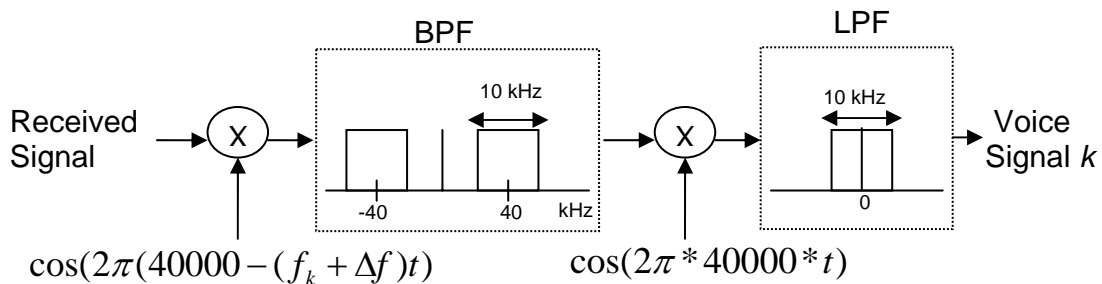 BPF
LPF
10 kHz
10 kHz
Received
Signal
X
X
Voice
Signal k
-40
40
kHz
0
cos(2π(40000−(f_k + Δf)t)
cos(2π*40000*t)